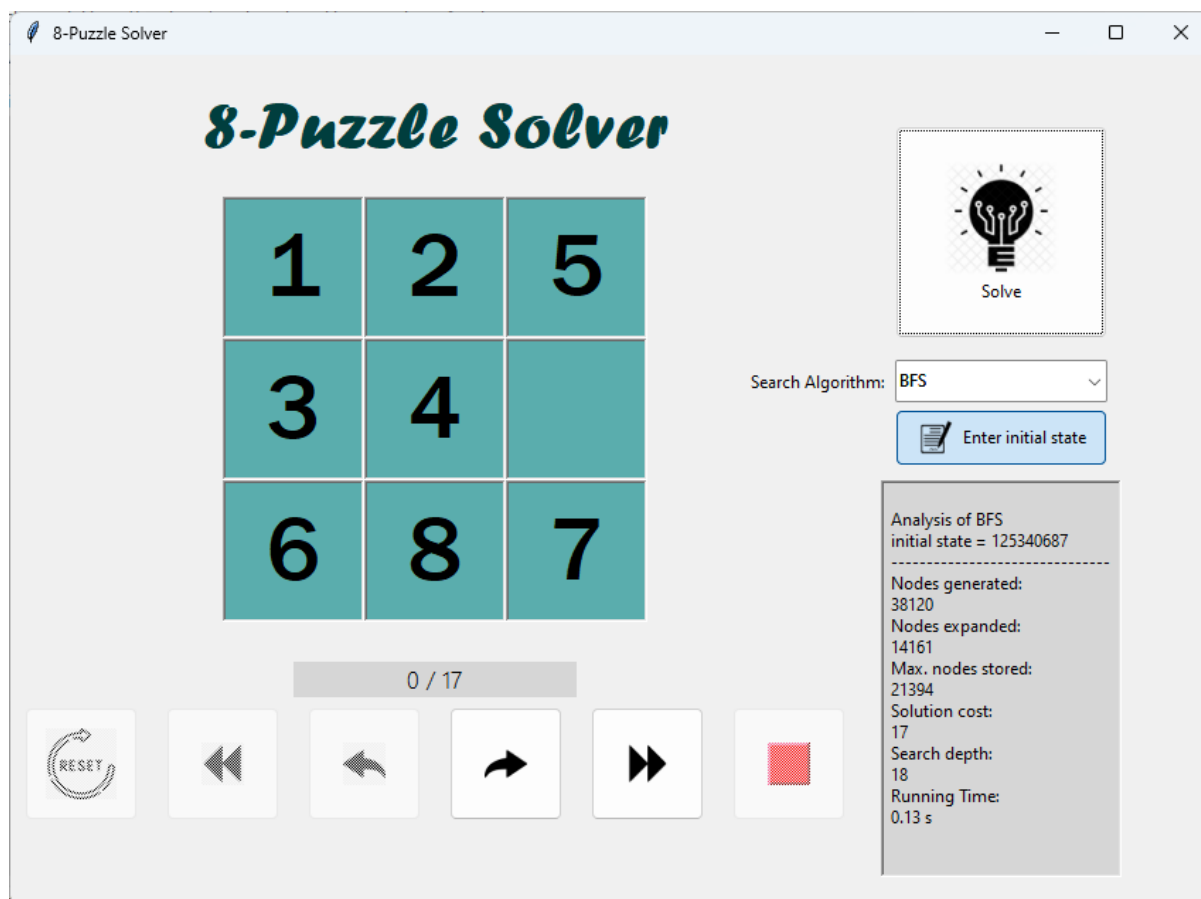 8-Puzzle Solver
8-Puzzle Solver
1 2 5
3 4
6 8 7
0 / 17
RESET
Solve
Search Algorithm: BFS
Enter initial state
Analysis of BFS
initial state = 125340687
--------------------------------
Nodes generated:
38120
Nodes expanded:
14161
Max. nodes stored:
21394
Solution cost:
17
Search depth:
18
Running Time:
0.13 s